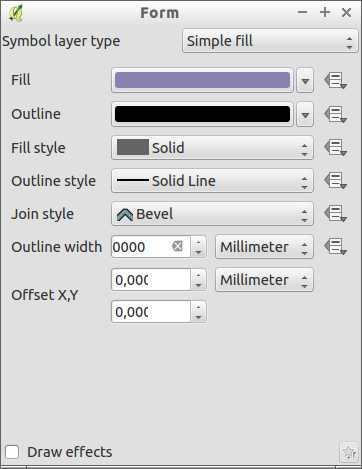 Form
Symbol layer type Simple fill
Fill
Outline
Fill style Solid
Outline style Solid Line
Join style Bevel
Outline width 0000 Millimeter
Offset X,Y 0,000 Millimeter
0,000
Draw effects